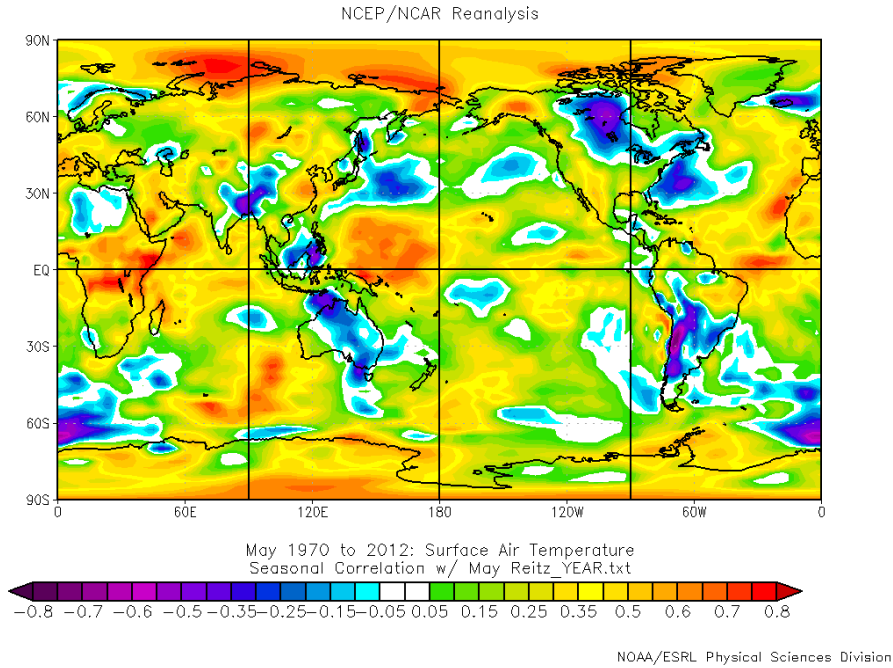 NCEP/NCAR Reanalysis
90N
60N
30N
EQ
30S
60S
90S
0 60E 120E 180 120W 60W 0
May 1970 to 2012: Surface Air Temperature
Seasonal Correlation w/ May Reitz_YEAR.txt
-0.8 -0.7 -0.6 -0.5 -0.35 -0.25 -0.15 -0.05 0.05 0.15 0.25 0.35 0.5 0.6 0.7 0.8
NOAA/ESRL Physical Sciences Division